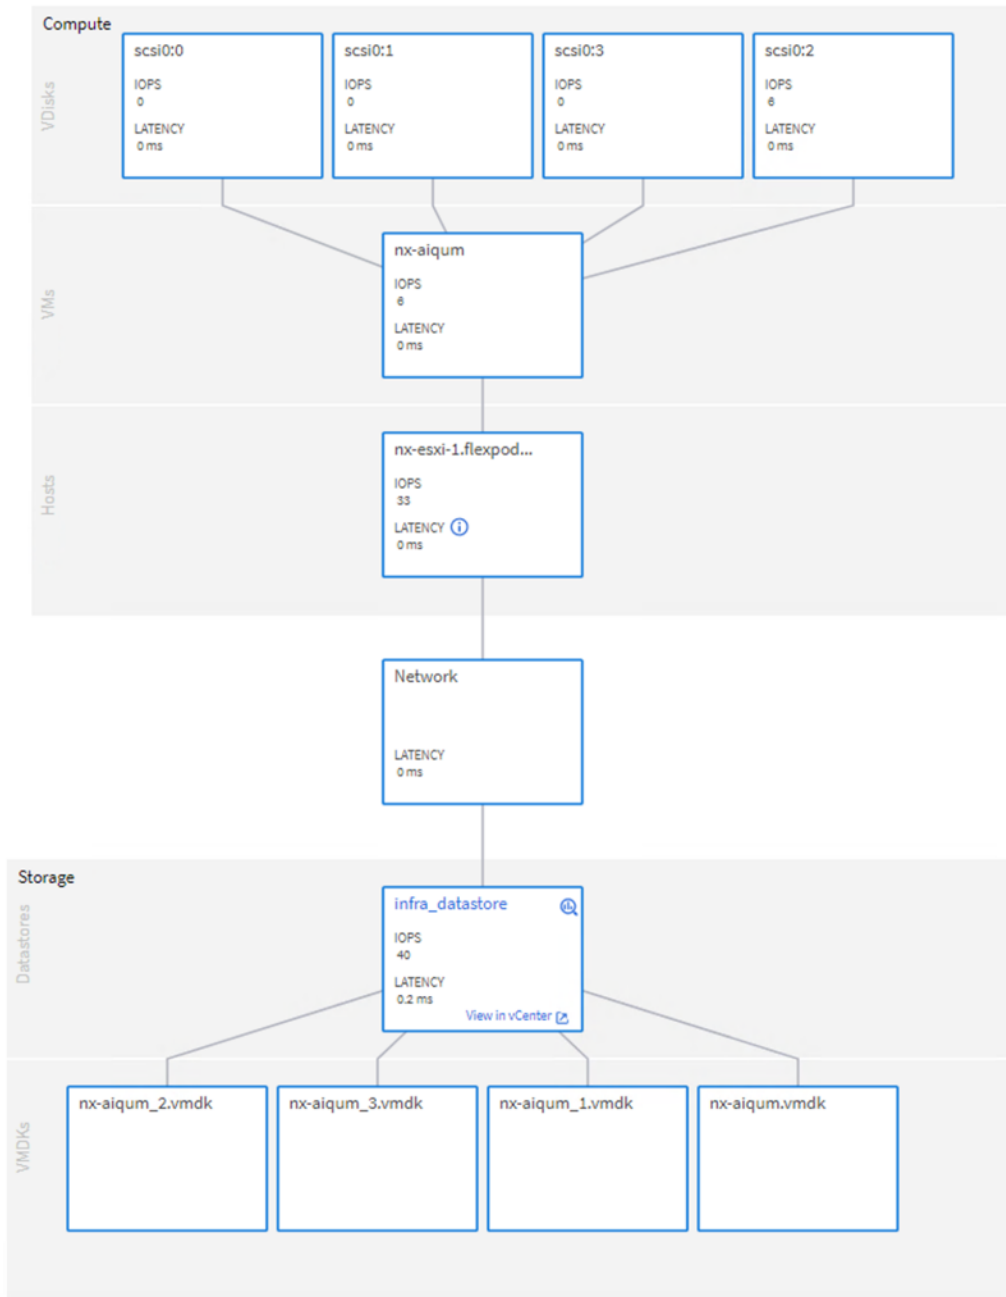 Compute
VDisks
scsi0:0
IOPS
0
LATENCY
0 ms
scsi0:1
IOPS
0
LATENCY
0 ms
scsi0:3
IOPS
0
LATENCY
0 ms
scsi0:2
IOPS
6
LATENCY
0 ms
VMs
nx-aiqum
IOPS
6
LATENCY
0 ms
Hosts
nx-esxi-1.flexpod...
IOPS
33
LATENCY
0 ms
Network
LATENCY
0 ms
Storage
Datastores
infra_datastore
IOPS
40
LATENCY
0.2 ms
View in vCenter
VMDKs
nx-aiqum_2.vmdk
nx-aiqum_3.vmdk
nx-aiqum_1.vmdk
nx-aiqum.vmdk